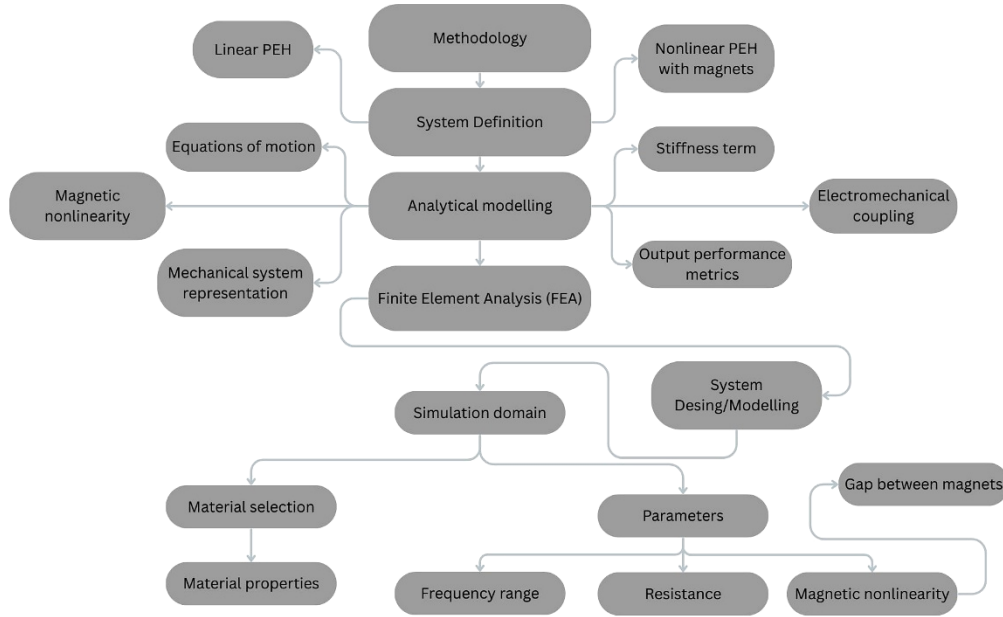 Methodology
Linear PEH
Nonlinear PEH
with magnets
System Definition
Equations of motion
Stiffness term
Magnetic
nonlinearity
Analytical modelling
Electromechanical
coupling
Mechanical system
representation
Output performance
metrics
Finite Element Analysis (FEA)
System
Desing/Modelling
Simulation domain
Material selection
Parameters
Gap between magnets
Material properties
Frequency range
Resistance
Magnetic nonlinearity